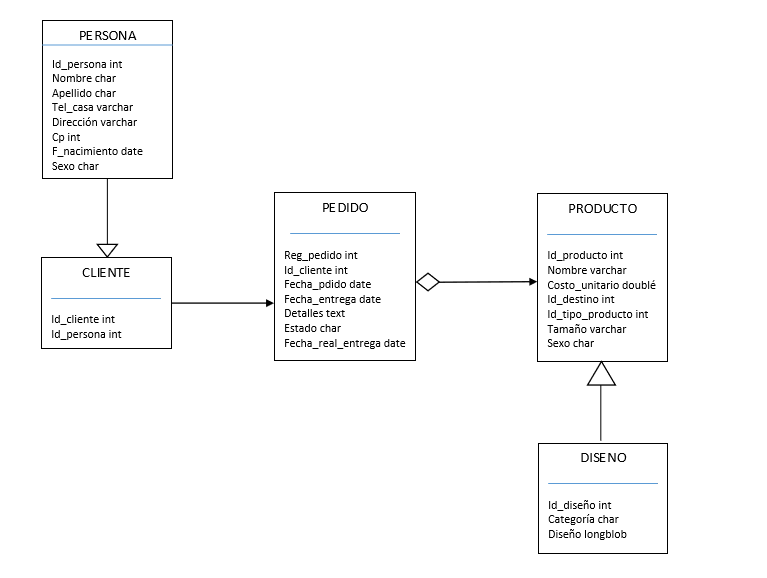 PERSONA
Id_persona int
Nombre char
Apellido char
Tel_casa varchar
Dirección varchar
Cp int
F_nacimiento date
Sexo char
CLIENTE
Id_cliente int
Id_persona int
PEDIDO
Reg_pedido int
Id_cliente int
Fecha_pdido date
Fecha_entrega date
Detalles text
Estado char
Fecha_real_entrega date
PRODUCTO
Id_producto int
Nombre varchar
Costo_unitario doublé
Id_destino int
Id_tipo_producto int
Tamaño varchar
Sexo char
DISENO
Id_diseño int
Categoría char
Diseño longblob